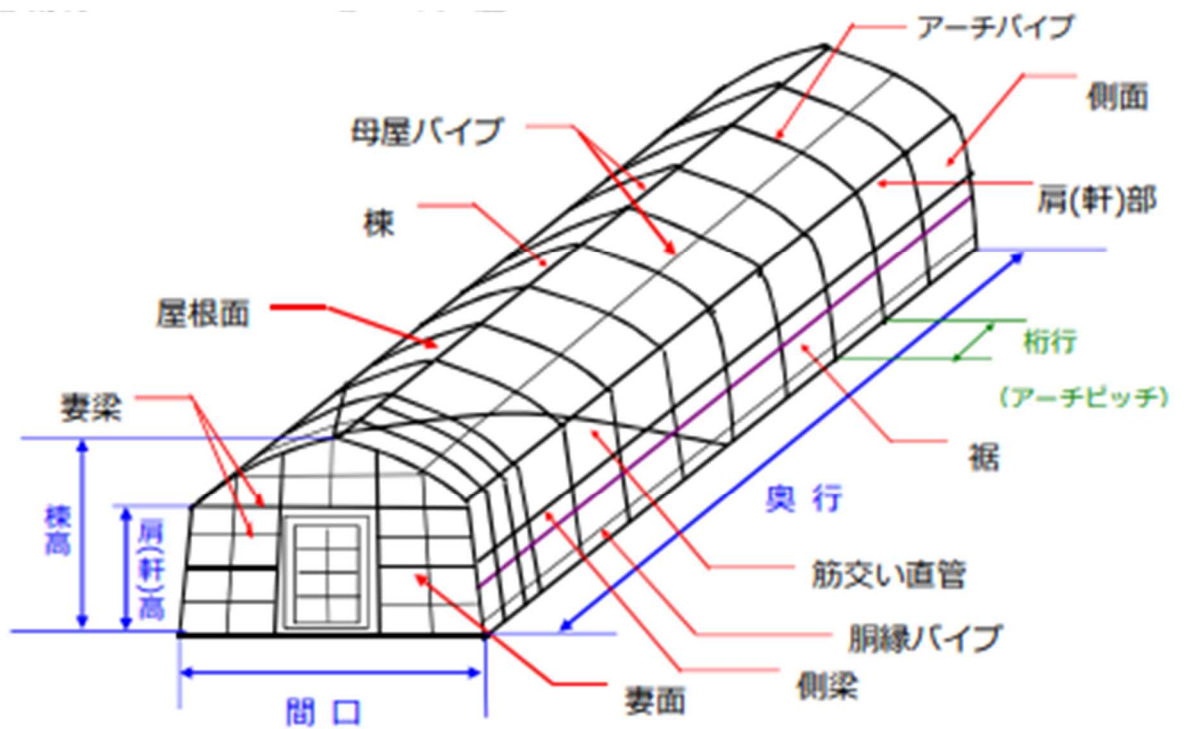 アーチパイプ
側面
母屋パイプ
肩(軒)部
棟
屋根面
桁行
(アーチピッチ)
妻梁
裾
奥行
棟高
肩(軒)高
筋交い直管
胴縁パイプ
側梁
妻面
間口